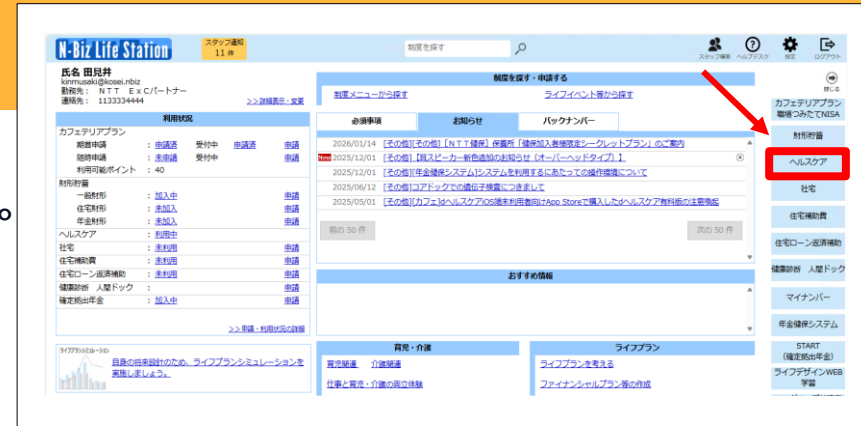 N-Biz Life Station
スタッフ通知
11 件
制度を探す
スタッフ検索 ヘルプデスク 設定 ログアウト
氏名 田見井
kinmusaki@kosei.nbiz
勤務先： NTT ExCパートナー
連絡先： 1133334444
>>詳細表示・変更
利用状況
カフェテリアプラン
期首申請 ：申請済 受付中 申請済 申請
随時申請 ：未申請 受付中 申請
利用可能ポイント ：40
財形貯蓄
一般財形 ：加入中 申請
住宅財形 ：未加入 申請
年金財形 ：未加入 申請
ヘルスケア ：利用中
社宅 ：未利用 申請
住宅補助費 ：未利用 申請
住宅ローン返済補助 ：未利用 申請
健康診断 人間ドック ： 申請
確定拠出年金 ：加入中 申請
>>申請・利用状況の詳細
ライフプランシミュレーション
自身の将来設計のため、ライフプランシミュレーションを
実施しましょう。
制度を探す・申請する
制度メニューから探す ライフイベント等から探す
必須事項 お知らせ バックナンバー
2026/01/14 [その他][その他]［NTT健保］保養所「健保加入者様限定シークレットプラン」のご案内
New 2025/12/01 [その他]【耳スピーカー新色追加のお知らせ（オーバーヘッドタイプ）】
2025/12/01 [その他][年金健保システム]システムを利用するにあたっての操作環境について
2025/06/12 [その他]コアドックでの遺伝子検査につきまして
2025/05/01 [その他][カフェ]dヘルスケアiOS端末利用者向けApp Storeで購入したdヘルスケア有料版の注意喚起
前の 50 件 次の 50 件
おすすめ情報
育児・介護
育児関連 介護関連
仕事と育児・介護の両立体験
ライフプラン
ライフプランを考える
ファイナンシャルプラン等の作成
閉じる
カフェテリアプラン
職場つみたてNISA
財形貯蓄
ヘルスケア
社宅
住宅補助費
住宅ローン返済補助
健康診断 人間ドック
マイナンバー
年金健保システム
START
（確定拠出年金）
ライフデザインWEB
学習